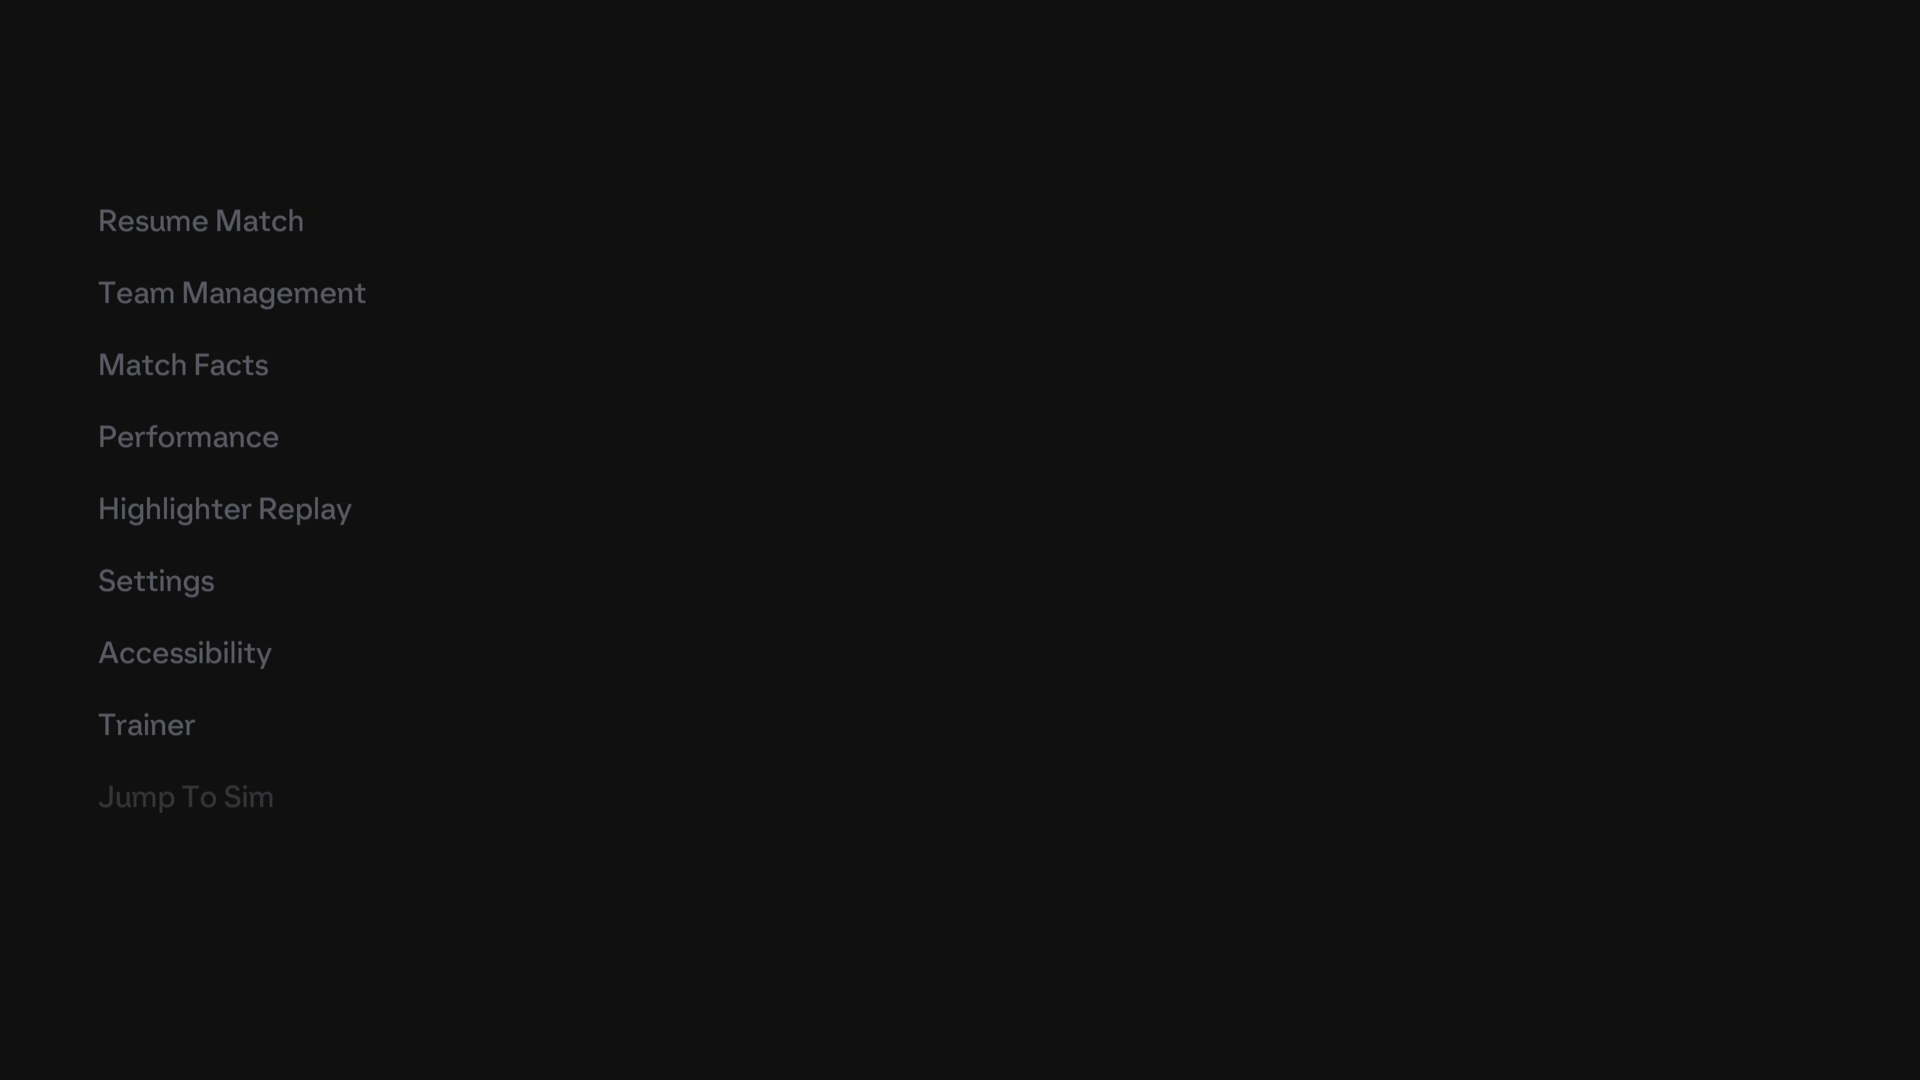 Resume Match
Team Management
Match Facts
Performance
Highlighter Replay
Settings
Accessibility
Trainer
Jump To Sim